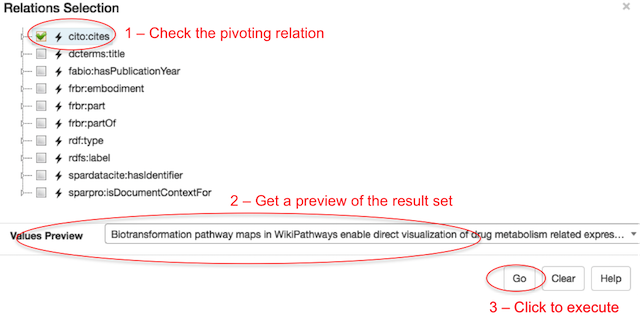 Relations Selection
×
1 – Check the pivoting relation
cito:cites
dcterms:title
fabio:hasPublicationYear
frbr:embodiment
frbr:part
frbr:partOf
rdf:type
rdfs:label
spardatacite:hasIdentifier
sparpro:isDocumentContextFor
2 – Get a preview of the result set
Values Preview
Biotransformation pathway maps in WikiPathways enable direct visualization of drug metabolism related expres...
Go
Clear
Help
3 – Click to execute